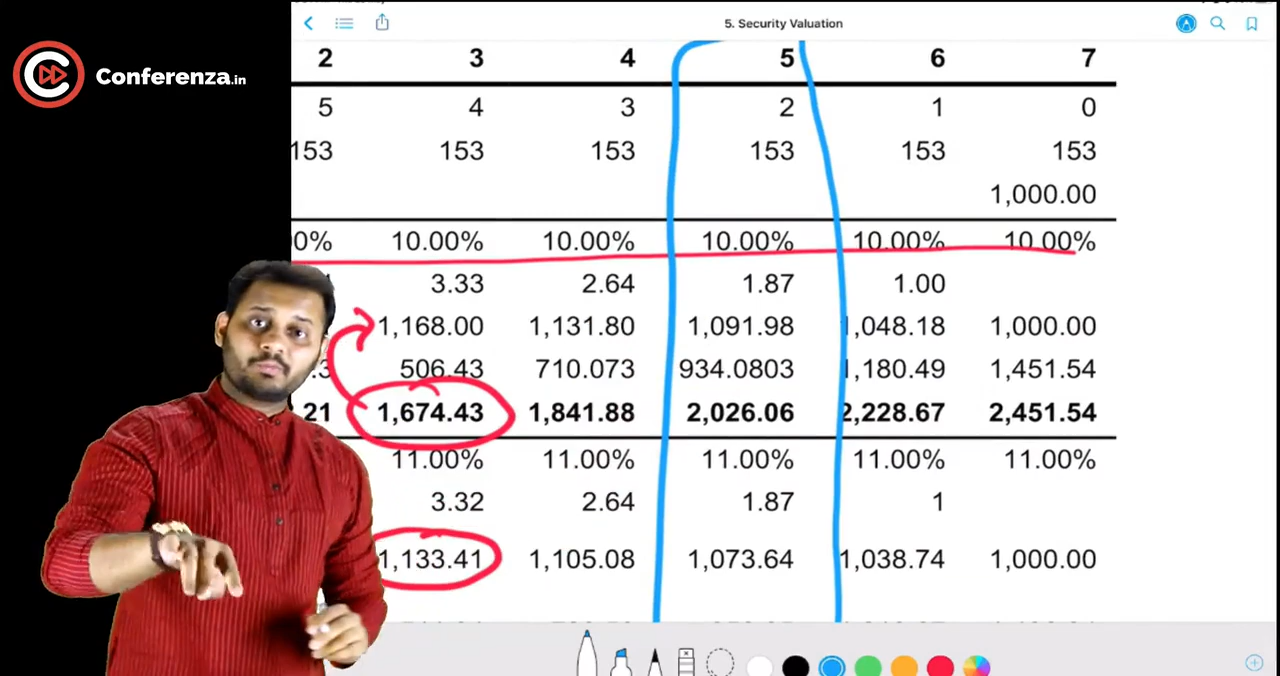 5. Security Valuation
Conferenza.in
2 3 4 5 6 7
5 4 3 2 1 0
153 153 153 153 153 153
1,000.00
0% 10.00% 10.00% 10.00% 10.00% 10.00%
3.33 2.64 1.87 1.00
1,168.00 1,131.80 1,091.98 1,048.18 1,000.00
.3 506.43 710.073 934.0803 1,180.49 1,451.54
21 1,674.43 1,841.88 2,026.06 2,228.67 2,451.54
11.00% 11.00% 11.00% 11.00% 11.00%
3.32 2.64 1.87 1
1,133.41 1,105.08 1,073.64 1,038.74 1,000.00